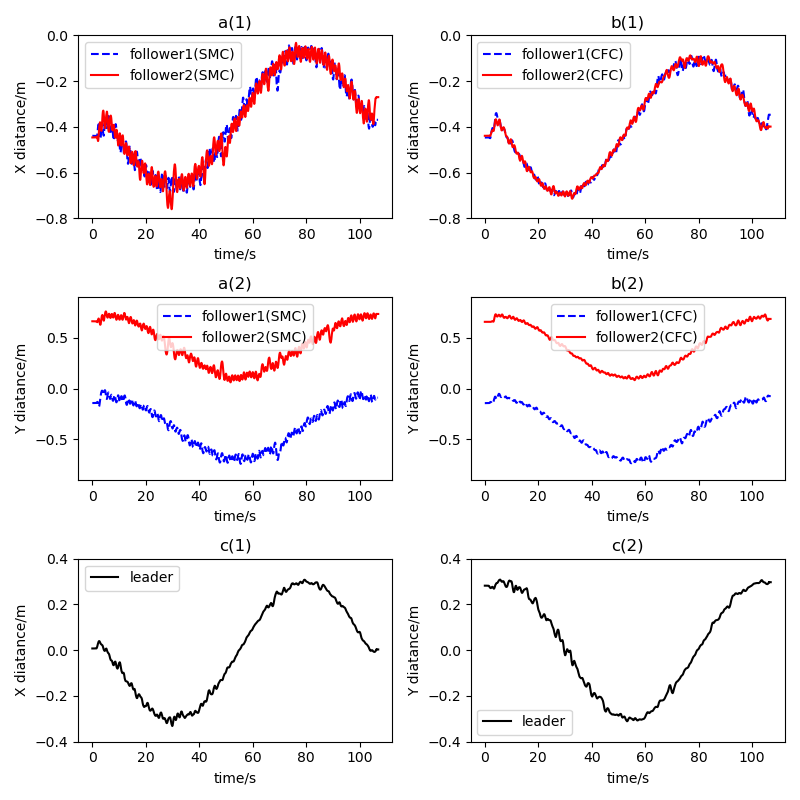 a(1)
0.0
−0.2
−0.4
−0.6
−0.8
X diatance/m
follower1(SMC)
follower2(SMC)
0 20 40 60 80 100
time/s
b(1)
0.0
−0.2
−0.4
−0.6
−0.8
X diatance/m
follower1(CFC)
follower2(CFC)
0 20 40 60 80 100
time/s
a(2)
0.5
0.0
−0.5
Y diatance/m
follower1(SMC)
follower2(SMC)
0 20 40 60 80 100
time/s
b(2)
0.5
0.0
−0.5
Y diatance/m
follower1(CFC)
follower2(CFC)
0 20 40 60 80 100
time/s
c(1)
0.4
0.2
0.0
−0.2
−0.4
X diatance/m
leader
0 20 40 60 80 100
time/s
c(2)
0.4
0.2
0.0
−0.2
−0.4
Y diatance/m
leader
0 20 40 60 80 100
time/s